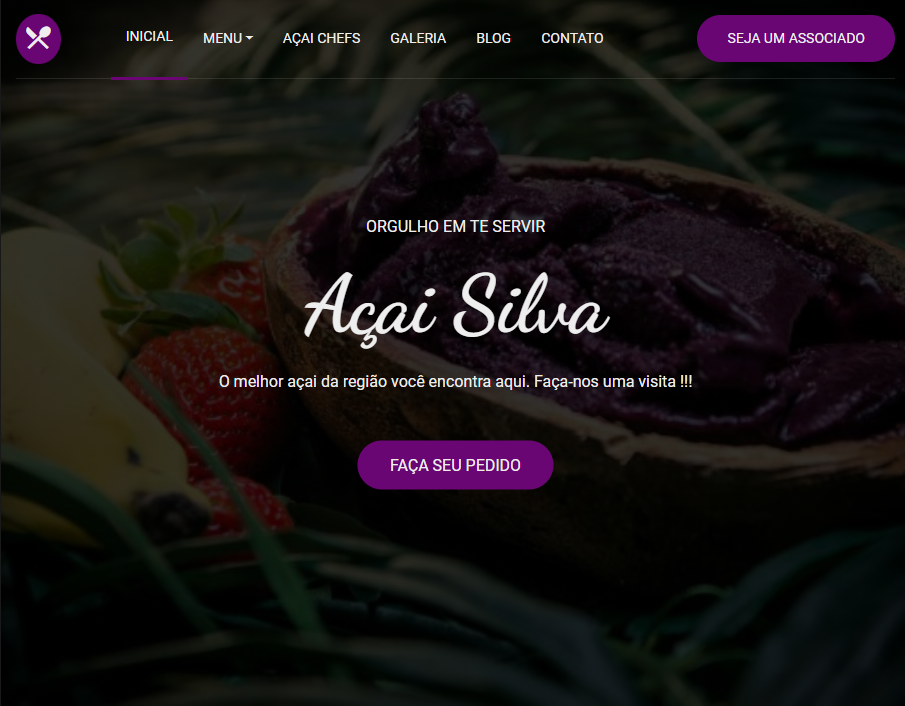 INICIAL MENU AÇAI CHEFS GALERIA BLOG CONTATO SEJA UM ASSOCIADO
ORGULHO EM TE SERVIR
Açai Silva
O melhor açai da região você encontra aqui. Faça-nos uma visita !!!
FAÇA SEU PEDIDO